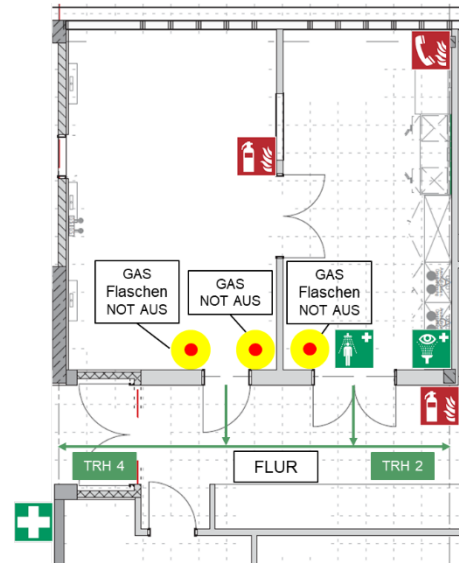 GAS
Flaschen
NOT AUS
GAS
NOT AUS
GAS
Flaschen
NOT AUS
TRH 4
FLUR
TRH 2